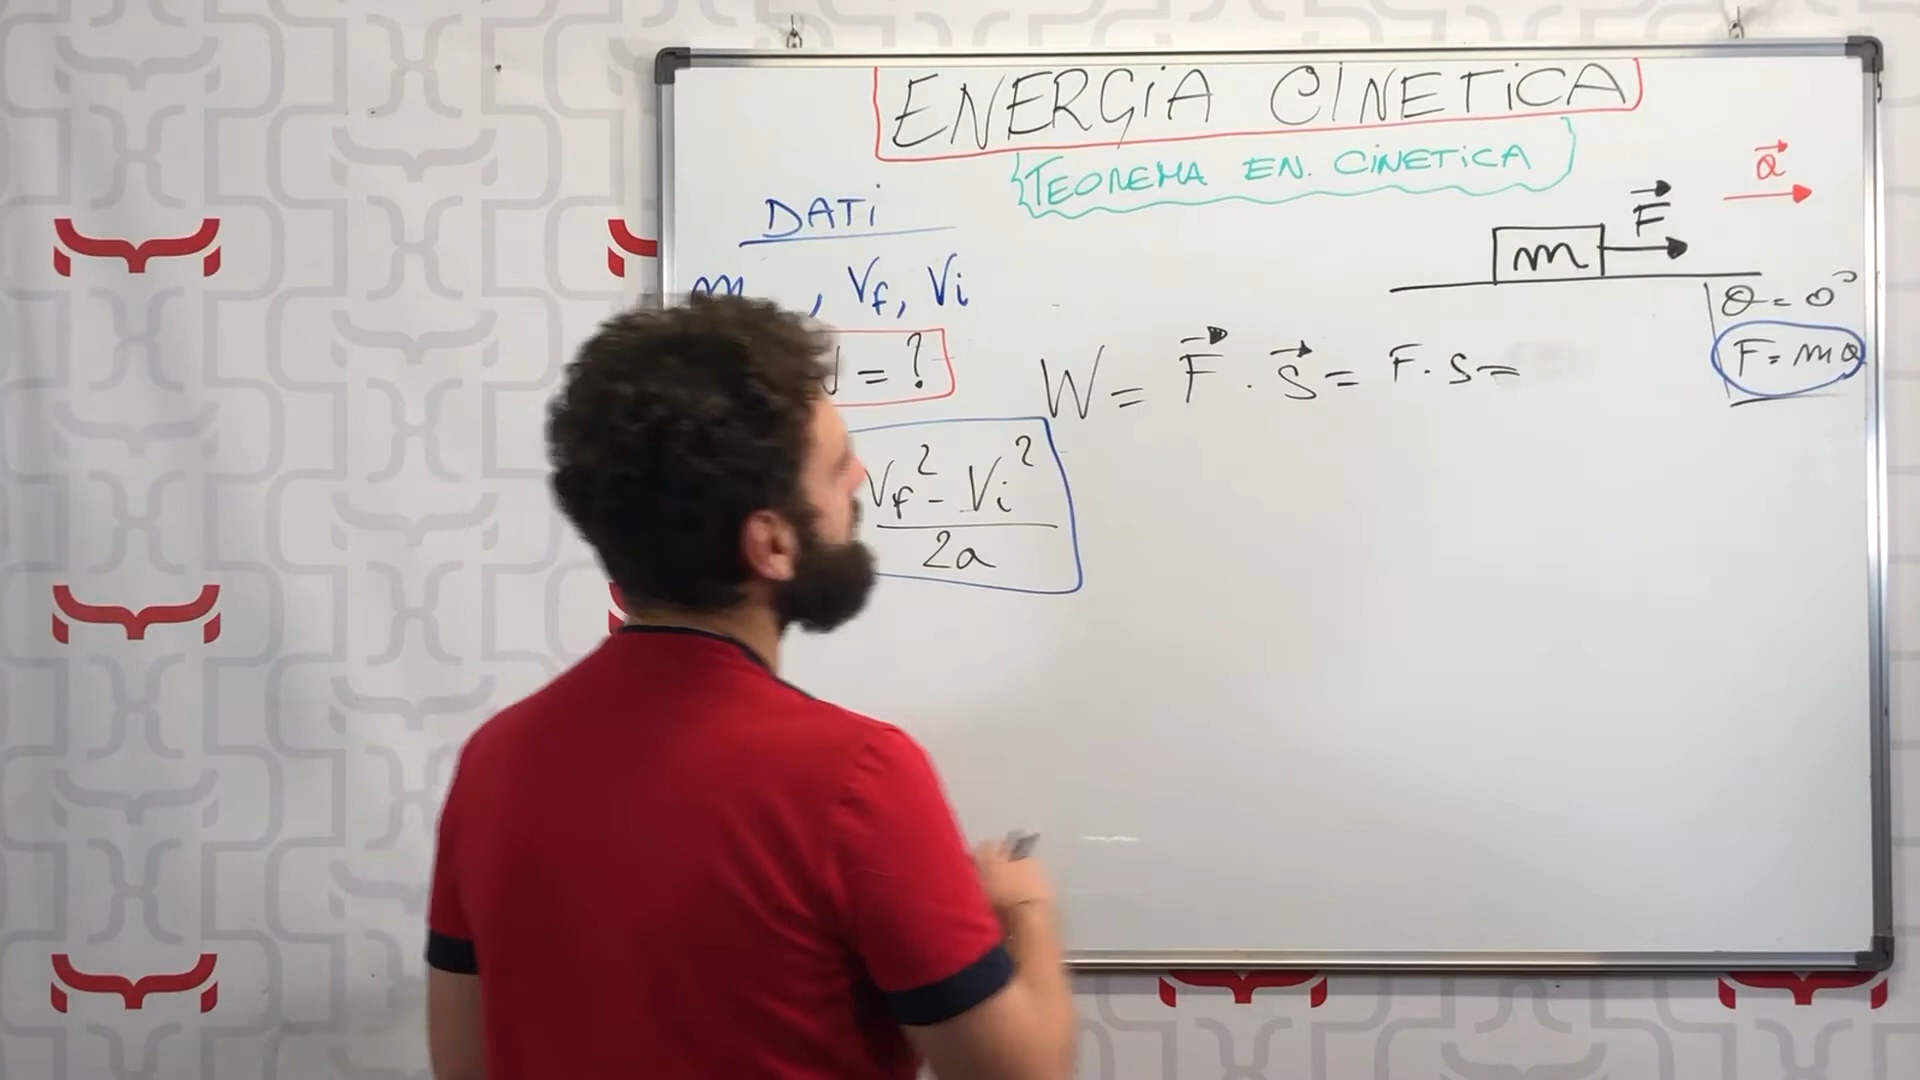 ENERGIA CINETICA
TEOREMA EN. CINETICA
DATI
m , Vf, Vi
= ?
Vf² - Vi²
2a
W = F⃗ · S⃗ = F · S =
a⃗
F⃗
m
θ = 0°
F = ma